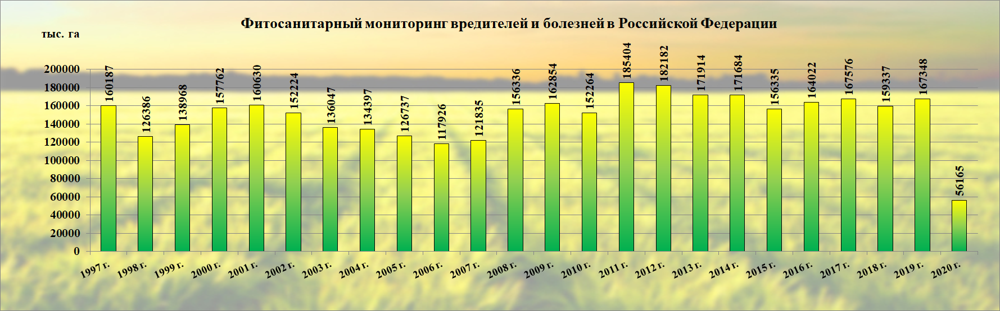 Фитосанитарный мониторинг вредителей и болезней в Российской Федерации
тыс. га
200000
180000
160000
140000
120000
100000
80000
60000
40000
20000
0
160187
126386
138968
157762
160630
152224
136047
134397
126737
117926
121835
156336
162854
152264
185404
182182
171914
171684
156335
164022
167576
159337
167348
56165
1997 г.
1998 г.
1999 г.
2000 г.
2001 г.
2002 г.
2003 г.
2004 г.
2005 г.
2006 г.
2007 г.
2008 г.
2009 г.
2010 г.
2011 г.
2012 г.
2013 г.
2014 г.
2015 г.
2016 г.
2017 г.
2018 г.
2019 г.
2020 г.